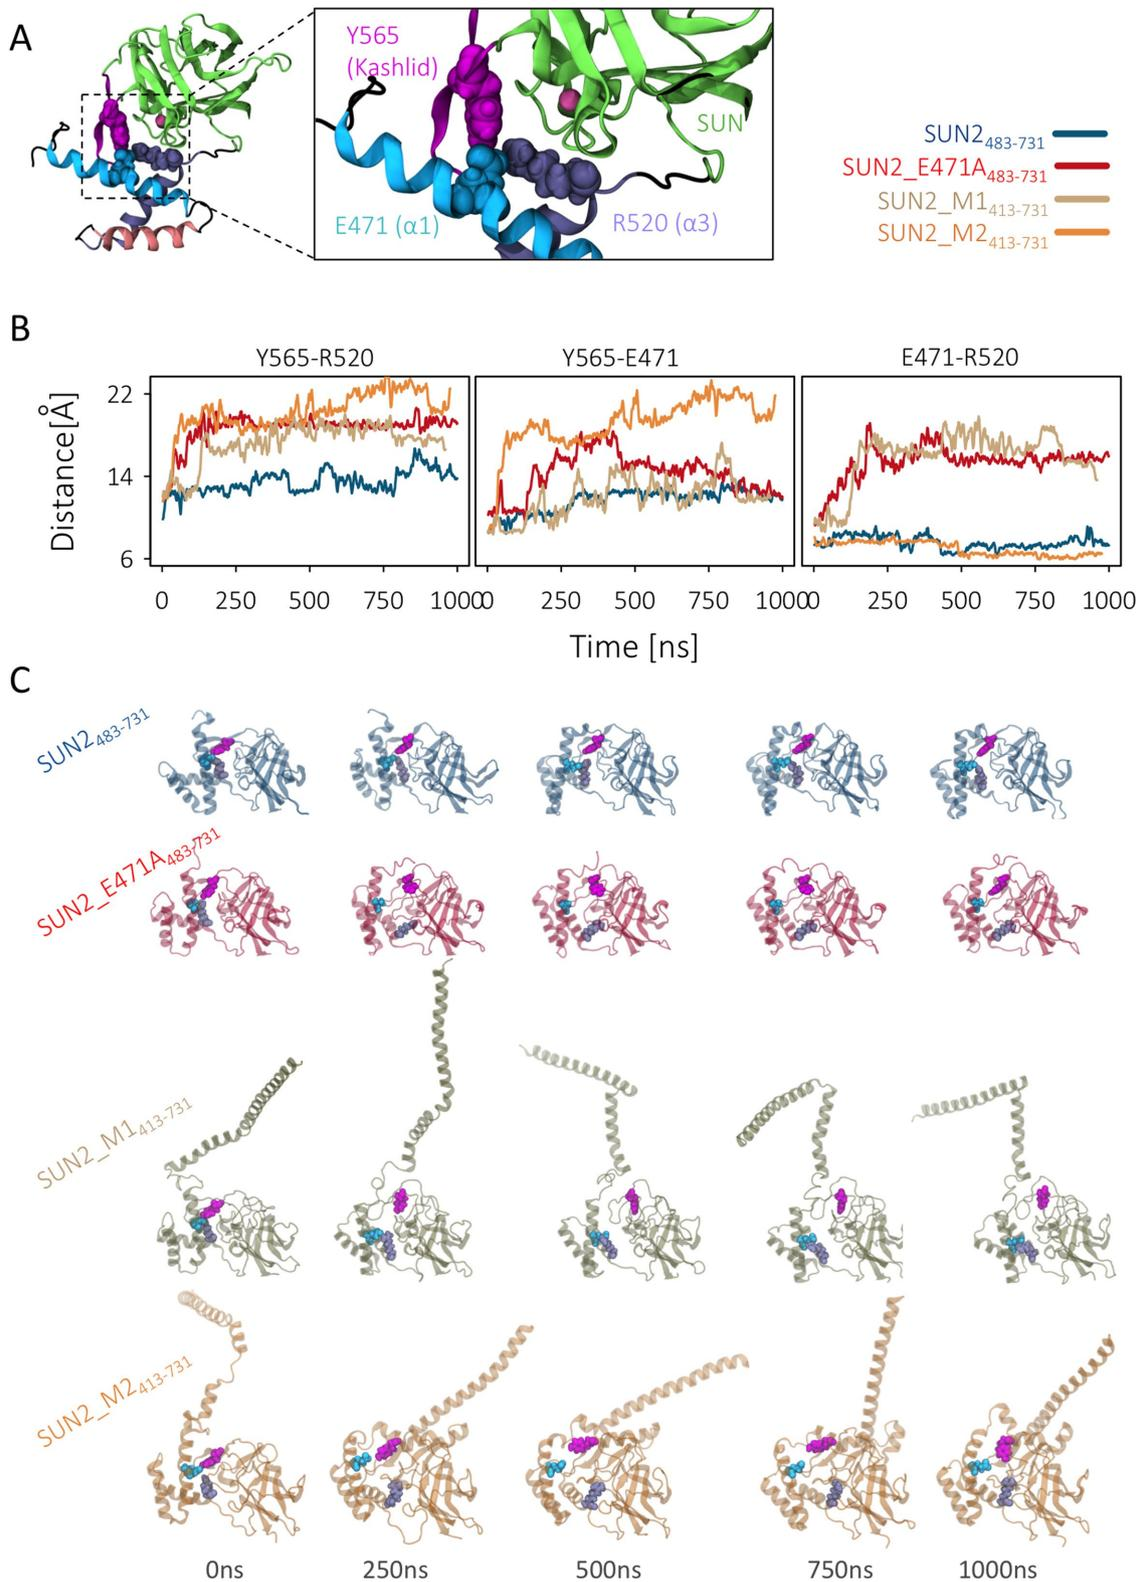 A
Y565
(Kashlid)
SUN
E471 (α1)
R520 (α3)
SUN2483-731
SUN2_E471A483-731
SUN2_M1413-731
SUN2_M2413-731
B
Y565-R520
Y565-E471
E471-R520
Distance[Å]
22
14
6
0 250 500 750 1000
0 250 500 750 1000
0 250 500 750 1000
Time [ns]
C
SUN2483-731
SUN2_E471A483-731
SUN2_M1413-731
SUN2_M2413-731
0ns 250ns 500ns 750ns 1000ns